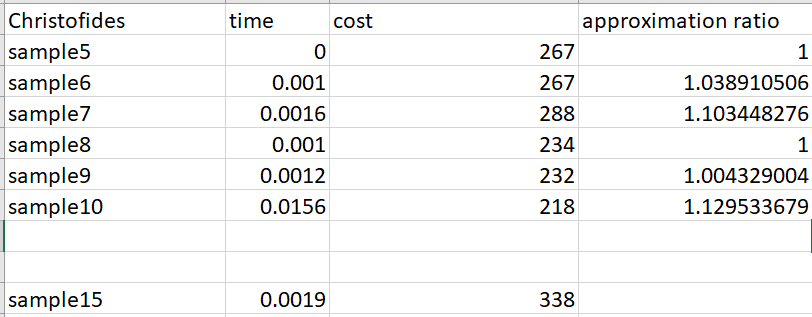 Christofides time cost approximation ratio
sample5 0 267 1
sample6 0.001 267 1.038910506
sample7 0.0016 288 1.103448276
sample8 0.001 234 1
sample9 0.0012 232 1.004329004
sample10 0.0156 218 1.129533679
sample15 0.0019 338